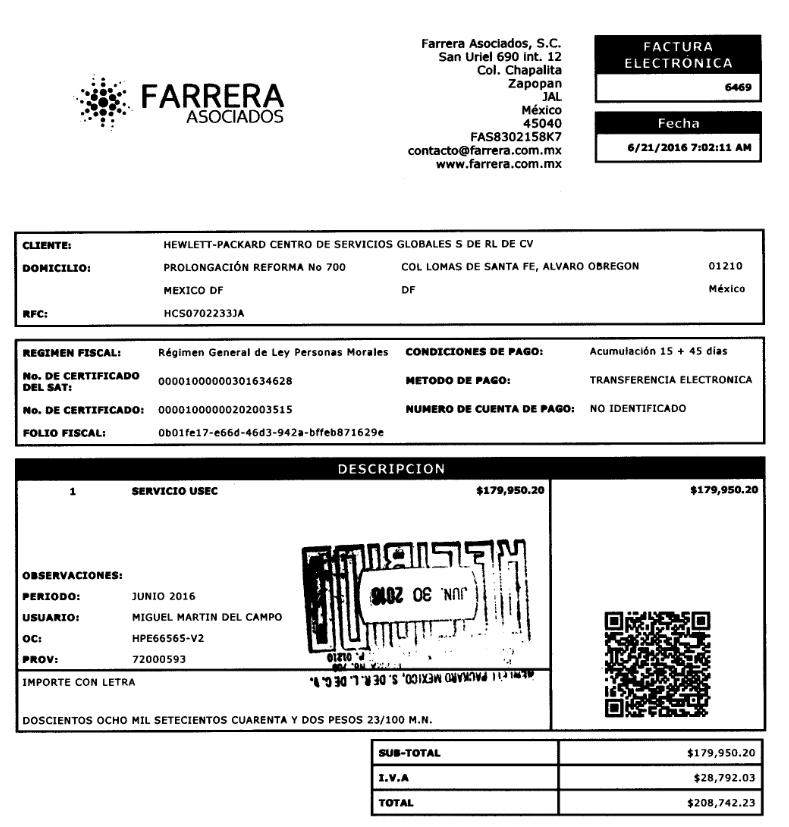 FARRERA
ASOCIADOS
Farrera Asociados, S.C.
San Uriel 690 int. 12
Col. Chapalita
Zapopan
JAL
México
45040
FAS8302158K7
contacto@farrera.com.mx
www.farrera.com.mx
FACTURA
ELECTRÓNICA
6469
Fecha
6/21/2016 7:02:11 AM
CLIENTE: HEWLETT-PACKARD CENTRO DE SERVICIOS GLOBALES S DE RL DE CV
DOMICILIO: PROLONGACIÓN REFORMA No 700 COL LOMAS DE SANTA FE, ALVARO OBREGON 01210
MEXICO DF DF México
RFC: HCS0702233JA
REGIMEN FISCAL: Régimen General de Ley Personas Morales CONDICIONES DE PAGO: Acumulación 15 + 45 días
No. DE CERTIFICADO
DEL SAT: 00001000000301634628 METODO DE PAGO: TRANSFERENCIA ELECTRONICA
No. DE CERTIFICADO: 00001000000202003515 NUMERO DE CUENTA DE PAGO: NO IDENTIFICADO
FOLIO FISCAL: 0b01fe17-e66d-46d3-942a-bffeb871629e
DESCRIPCION
1 SERVICIO USEC $179,950.20 $179,950.20
OBSERVACIONES:
PERIODO: JUNIO 2016
USUARIO: MIGUEL MARTIN DEL CAMPO
OC: HPE66565-V2
PROV: 72000593
JUN. 30 2016
P. 01210
PACKARD MEXICO, S. DE R. L. DE C. V.
IMPORTE CON LETRA
DOSCIENTOS OCHO MIL SETECIENTOS CUARENTA Y DOS PESOS 23/100 M.N.
SUB-TOTAL $179,950.20
I.V.A $28,792.03
TOTAL $208,742.23